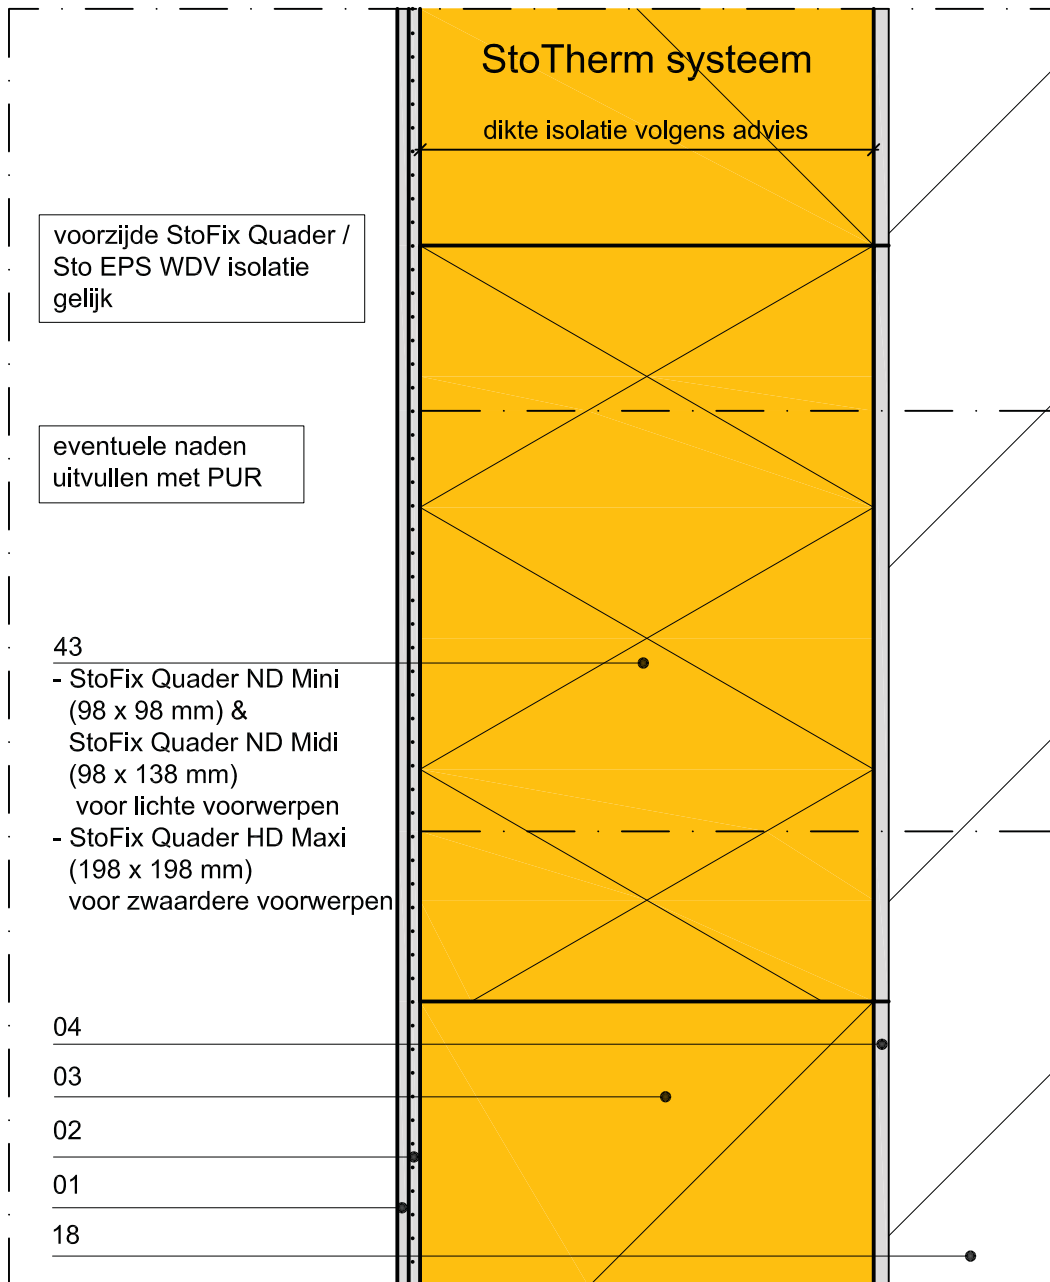 StoTherm systeem
dikte isolatie volgens advies
voorzijde StoFix Quader /
Sto EPS WDV isolatie
gelijk
eventuele naden
uitvullen met PUR
43
- StoFix Quader ND Mini
(98 x 98 mm) &
StoFix Quader ND Midi
(98 x 138 mm)
voor lichte voorwerpen
- StoFix Quader HD Maxi
(198 x 198 mm)
voor zwaardere voorwerpen
04
03
02
01
18